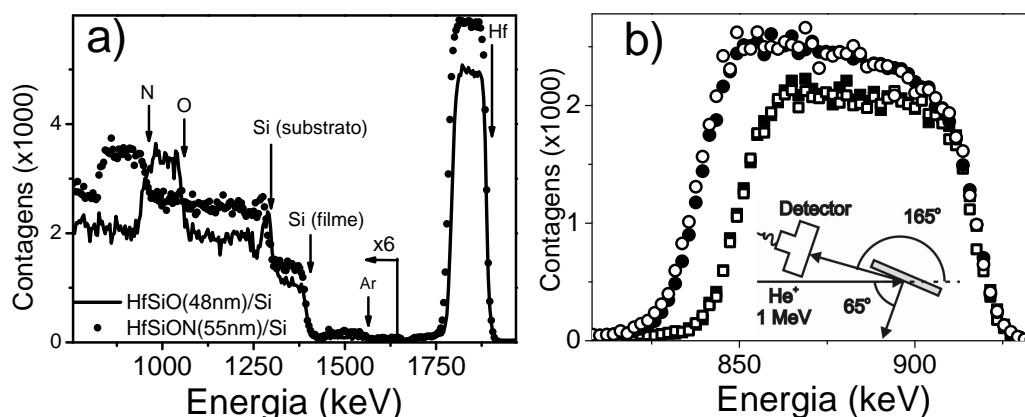 a)
Contagens (x1000)
4
2
0
N
O
Si (substrato)
Hf
Si (filme)
x6
Ar
HfSiO(48nm)/Si
HfSiON(55nm)/Si
1000
1250
1500
1750
Energia (keV)
b)
Contagens (x1000)
2
1
0
Detector
165°
He+
1 MeV
65°
850
900
Energia (keV)